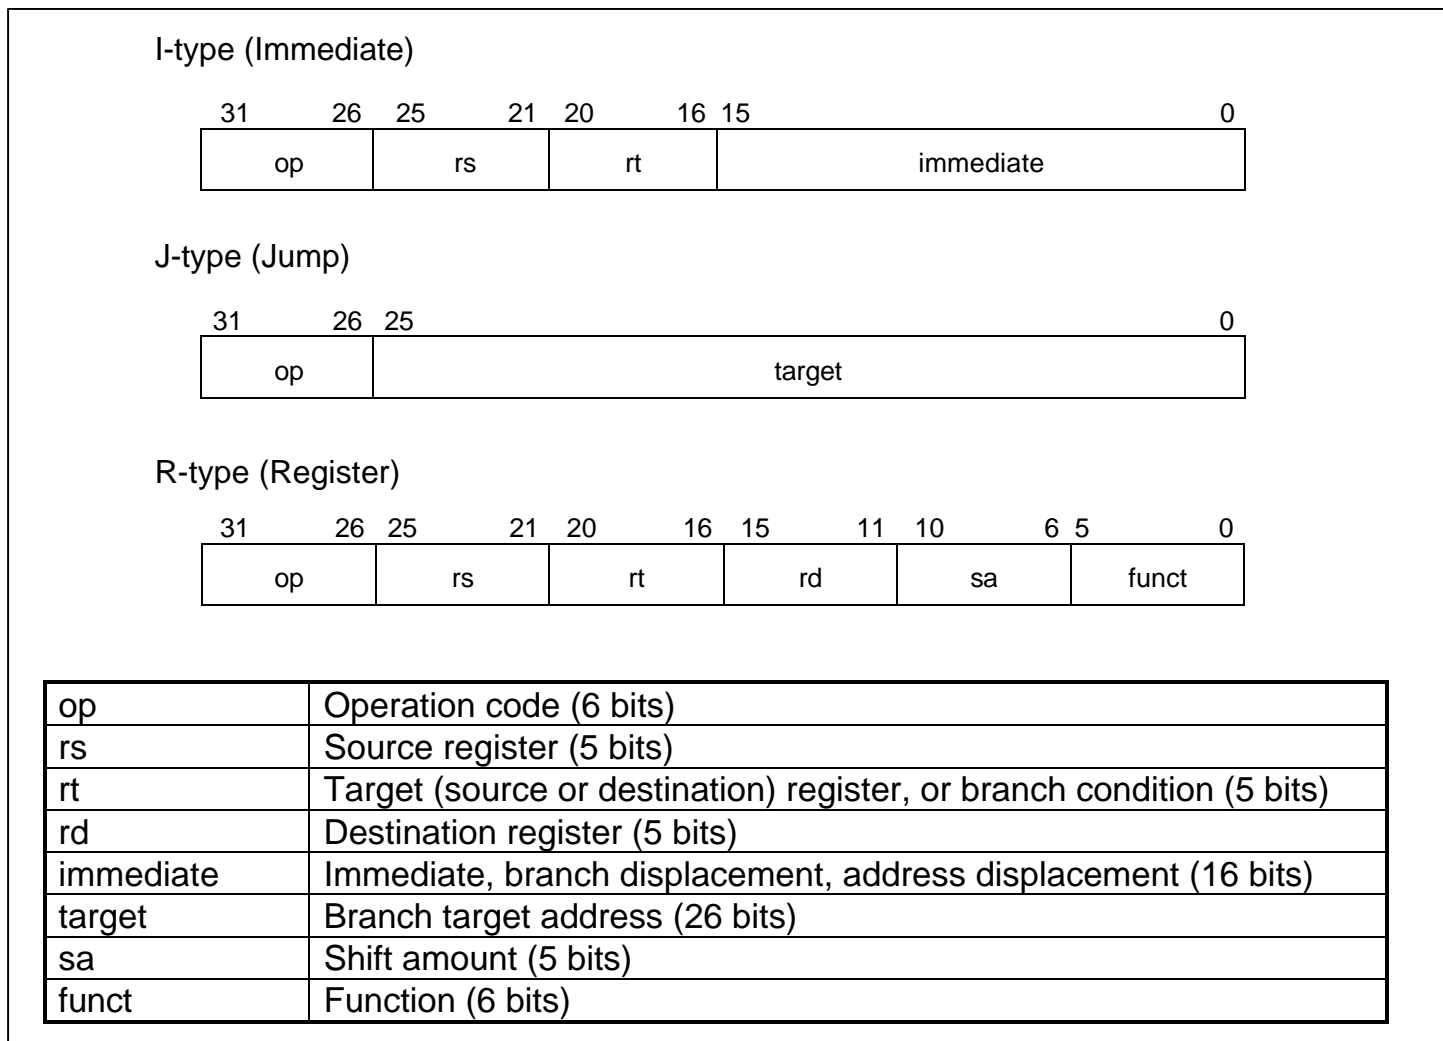 I-type (Immediate)
31 26 25 21 20 16 15 0
op rs rt immediate
J-type (Jump)
31 26 25 0
op target
R-type (Register)
31 26 25 21 20 16 15 11 10 6 5 0
op rs rt rd sa funct
op Operation code (6 bits)
rs Source register (5 bits)
rt Target (source or destination) register, or branch condition (5 bits)
rd Destination register (5 bits)
immediate Immediate, branch displacement, address displacement (16 bits)
target Branch target address (26 bits)
sa Shift amount (5 bits)
funct Function (6 bits)